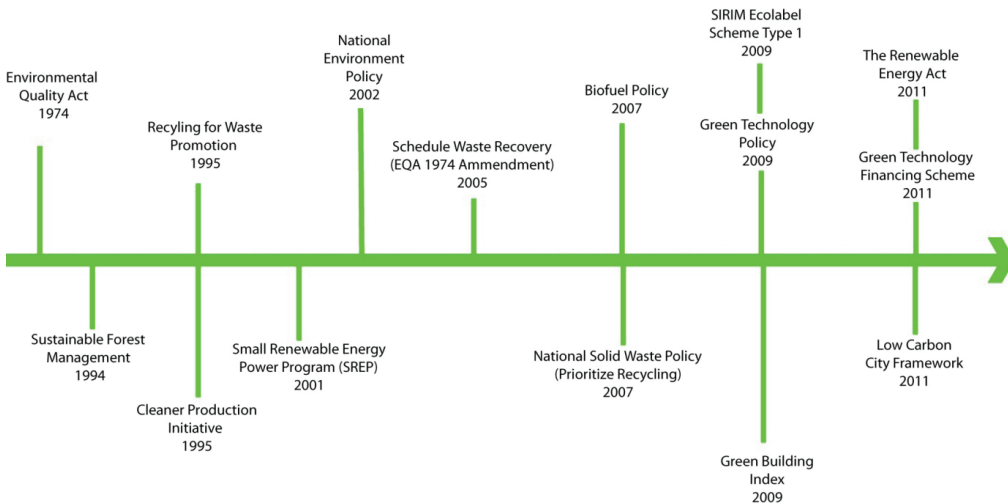 Environmental
Quality Act
1974
Sustainable Forest
Management
1994
Recyling for Waste
Promotion
1995
Cleaner Production
Initiative
1995
Small Renewable Energy
Power Program (SREP)
2001
National
Environment
Policy
2002
Schedule Waste Recovery
(EQA 1974 Ammendment)
2005
Biofuel Policy
2007
National Solid Waste Policy
(Prioritize Recycling)
2007
SIRIM Ecolabel
Scheme Type 1
2009
Green Technology
Policy
2009
Green Building
Index
2009
The Renewable
Energy Act
2011
Green Technology
Financing Scheme
2011
Low Carbon
City Framework
2011